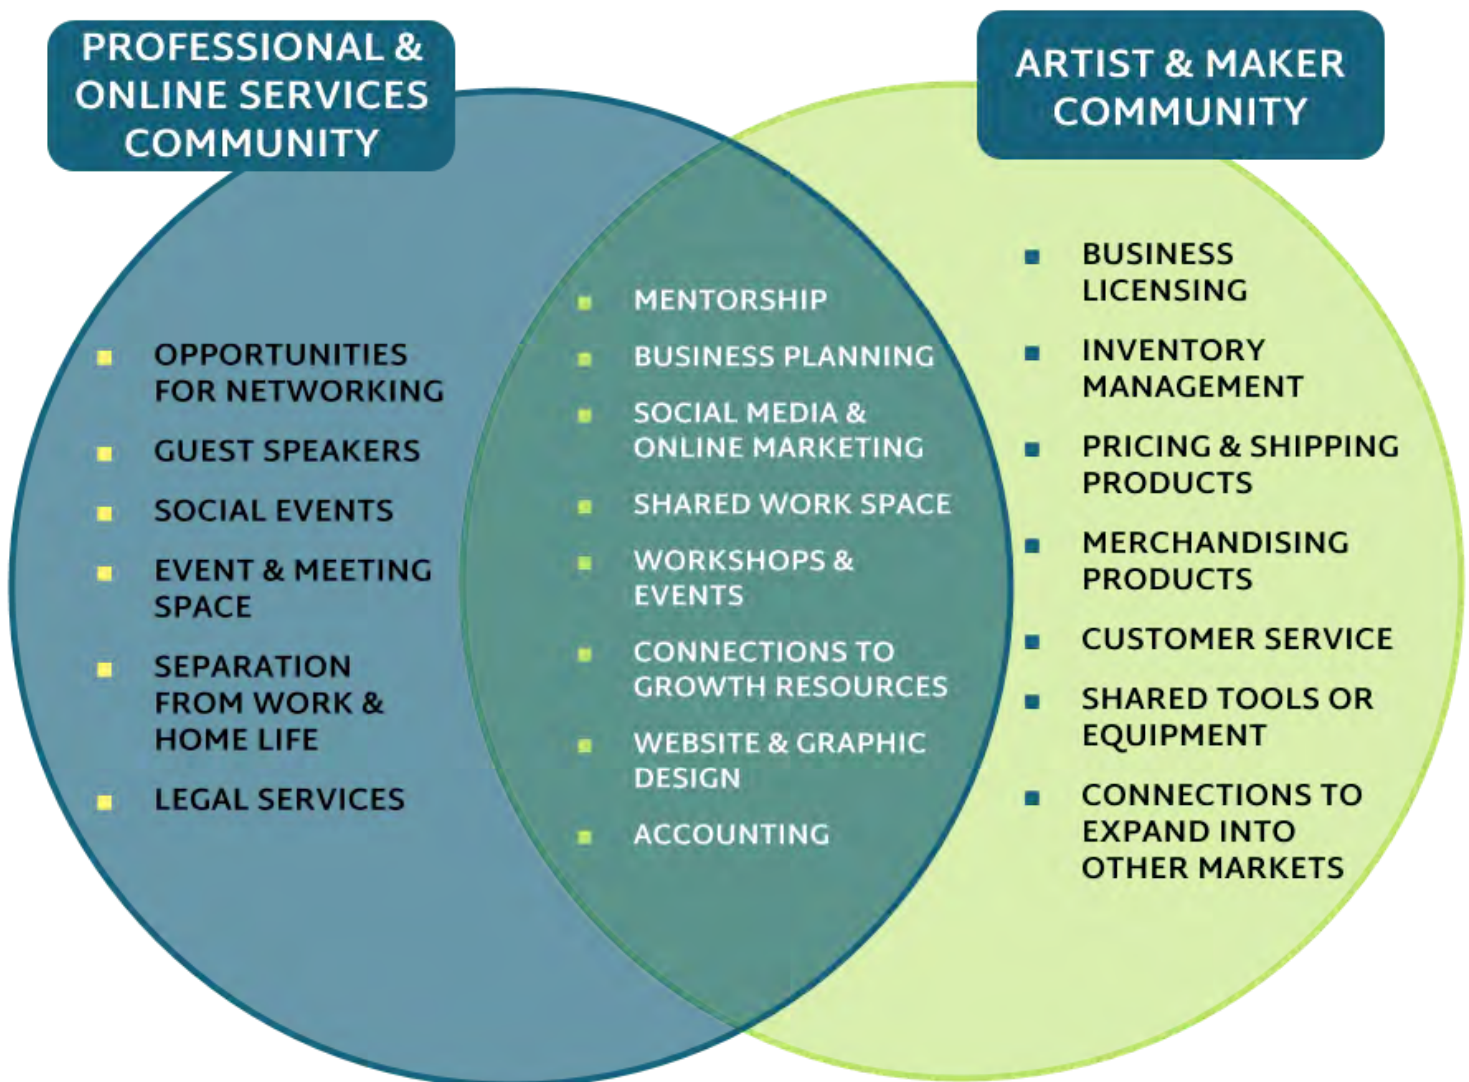 PROFESSIONAL &
ONLINE SERVICES
COMMUNITY
OPPORTUNITIES
FOR NETWORKING
GUEST SPEAKERS
SOCIAL EVENTS
EVENT & MEETING
SPACE
SEPARATION
FROM WORK &
HOME LIFE
LEGAL SERVICES
MENTORSHIP
BUSINESS PLANNING
SOCIAL MEDIA &
ONLINE MARKETING
SHARED WORK SPACE
WORKSHOPS &
EVENTS
CONNECTIONS TO
GROWTH RESOURCES
WEBSITE & GRAPHIC
DESIGN
ACCOUNTING
ARTIST & MAKER
COMMUNITY
BUSINESS
LICENSING
INVENTORY
MANAGEMENT
PRICING & SHIPPING
PRODUCTS
MERCHANDISING
PRODUCTS
CUSTOMER SERVICE
SHARED TOOLS OR
EQUIPMENT
CONNECTIONS TO
EXPAND INTO
OTHER MARKETS